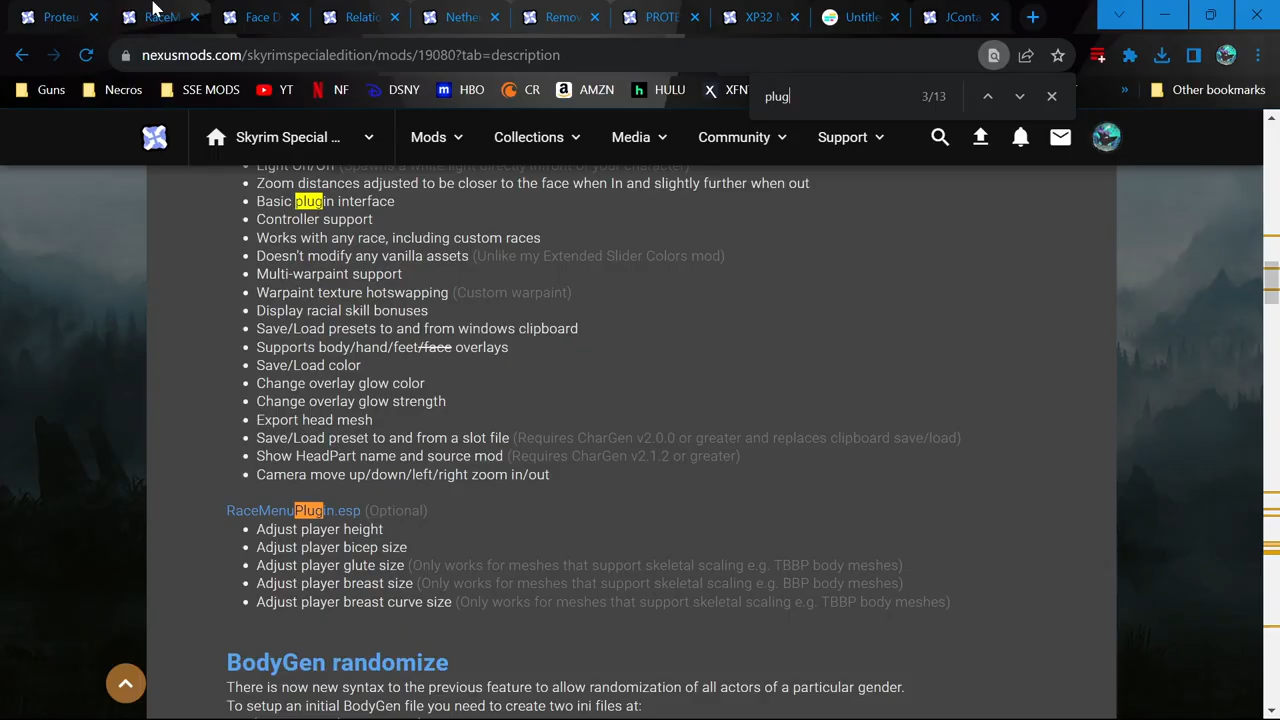 Proteu
RaceM
Face D
Relatio
Nethe
Remov
PROTE
XP32 M
Untitle
JConta
nexusmods.com/skyrimspecialedition/mods/19080?tab=description
Guns
Necros
SSE MODS
YT
NF
DSNY
HBO
CR
AMZN
HULU
XFN
»
Other bookmarks
plug
3/13
Skyrim Special ...
Mods
Collections
Media
Community
Support
Light On/Off (Spawns a white light directly infront of your character)
Zoom distances adjusted to be closer to the face when In and slightly further when out
Basic plugin interface
Controller support
Works with any race, including custom races
Doesn't modify any vanilla assets (Unlike my Extended Slider Colors mod)
Multi-warpaint support
Warpaint texture hotswapping (Custom warpaint)
Display racial skill bonuses
Save/Load presets to and from windows clipboard
Supports body/hand/feet/face overlays
Save/Load color
Change overlay glow color
Change overlay glow strength
Export head mesh
Save/Load preset to and from a slot file (Requires CharGen v2.0.0 or greater and replaces clipboard save/load)
Show HeadPart name and source mod (Requires CharGen v2.1.2 or greater)
Camera move up/down/left/right zoom in/out
RaceMenuPlugin.esp (Optional)
Adjust player height
Adjust player bicep size
Adjust player glute size (Only works for meshes that support skeletal scaling e.g. TBBP body meshes)
Adjust player breast size (Only works for meshes that support skeletal scaling e.g. BBP body meshes)
Adjust player breast curve size (Only works for meshes that support skeletal scaling e.g. TBBP body meshes)
BodyGen randomize
There is now new syntax to the previous feature to allow randomization of all actors of a particular gender.
To setup an initial BodyGen file you need to create two ini files at: